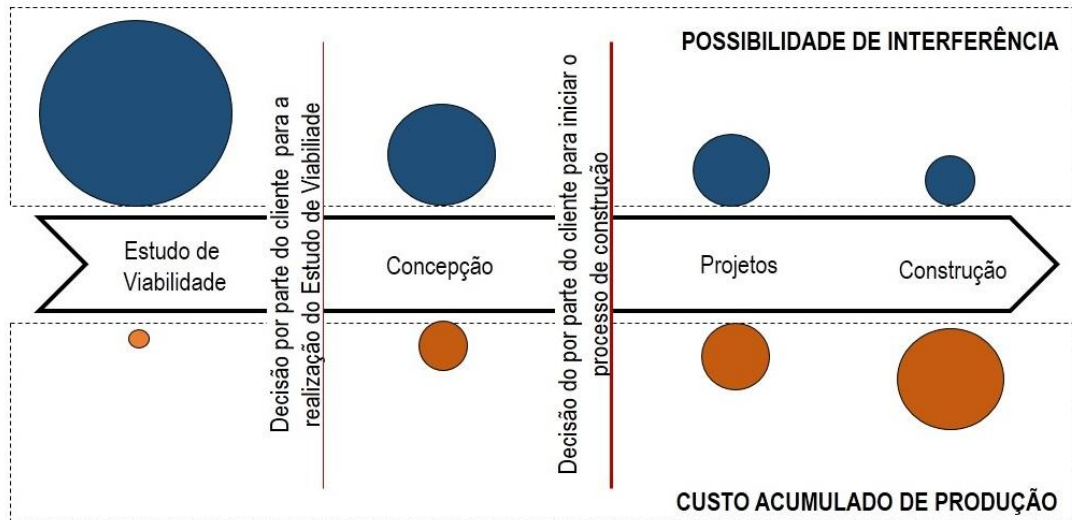 POSSIBILIDADE DE INTERFERÊNCIA
Estudo de
Viabilidade
Decisão por parte do cliente para a
realização do Estudo de Viabiliade
Concepção
Decisão do por parte do cliente para iniciar o
processo de construção
Projetos
Construção
CUSTO ACUMULADO DE PRODUÇÃO